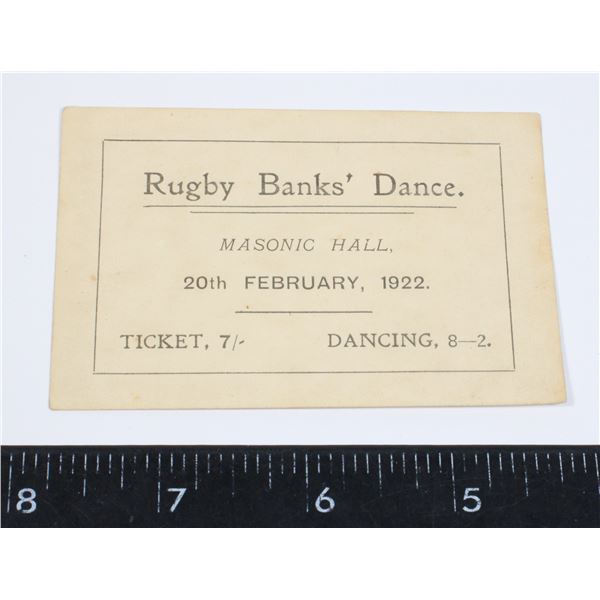 Rugby Banks' Dance.
MASONIC HALL,
20th FEBRUARY, 1922.
TICKET, 7/- DANCING, 8—2.
8 7 6 5